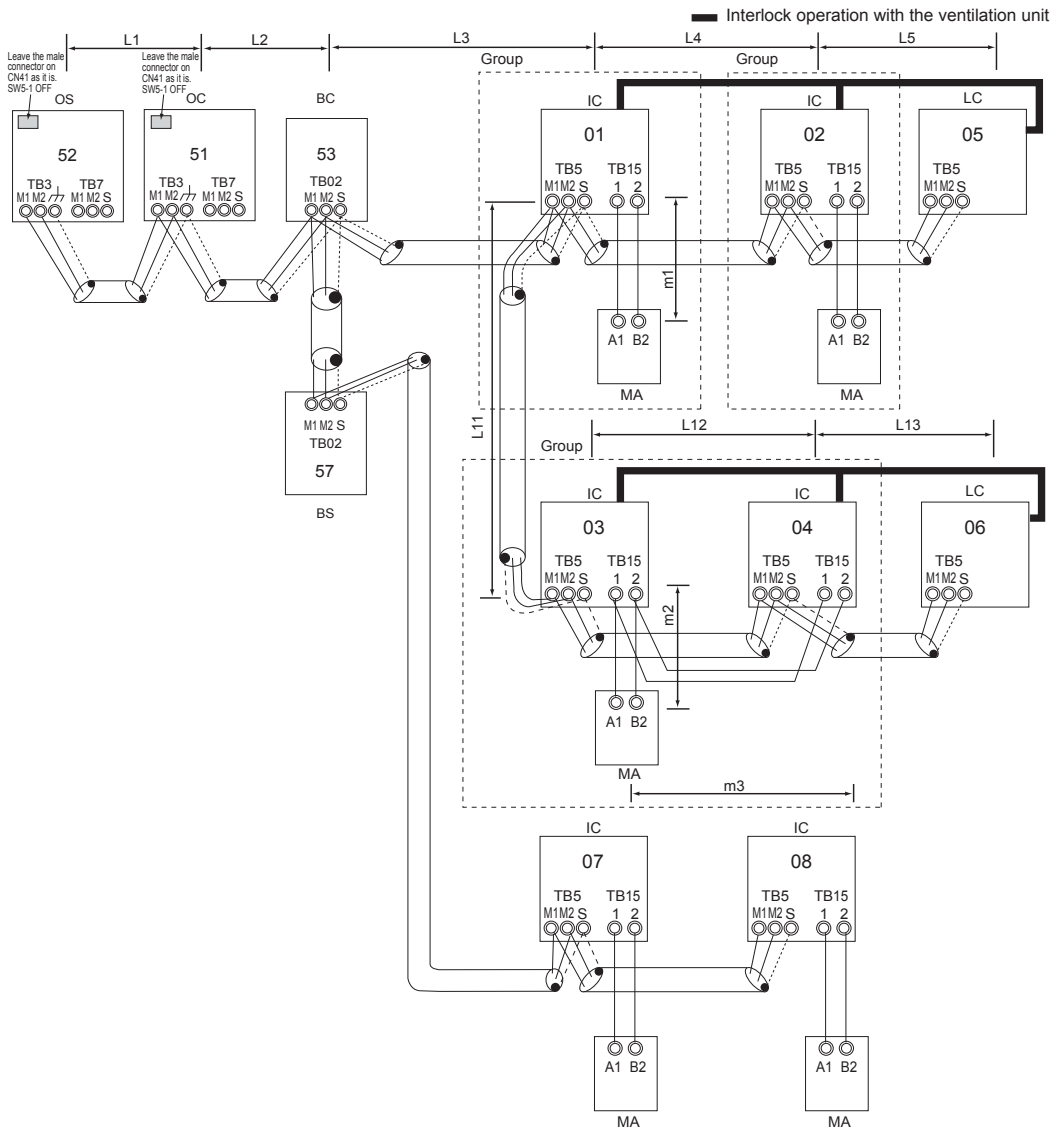 Interlock operation with the ventilation unit
L1
L2
L3
L4
L5
Leave the male
connector on
CN41 as it is.
SW5-1 OFF
Leave the male
connector on
CN41 as it is.
SW5-1 OFF
Group
Group
OS
OC
BC
IC
IC
LC
52
51
53
01
02
05
TB3
TB7
TB3
TB7
TB02
TB5
TB15
TB5
TB15
TB5
M1 M2
M1 M2 S
M1 M2
M1 M2 S
M1 M2 S
M1 M2 S
1 2
M1 M2 S
1 2
M1 M2 S
m1
A1 B2
A1 B2
MA
MA
M1 M2 S
TB02
57
BS
L11
Group
L12
L13
IC
IC
LC
03
04
06
TB5
TB15
TB5
TB15
TB5
M1 M2 S
1 2
M1 M2 S
1 2
M1 M2 S
m2
A1 B2
MA
m3
IC
IC
07
08
TB5
TB15
TB5
TB15
M1 M2 S
1 2
M1 M2 S
1 2
A1 B2
A1 B2
MA
MA